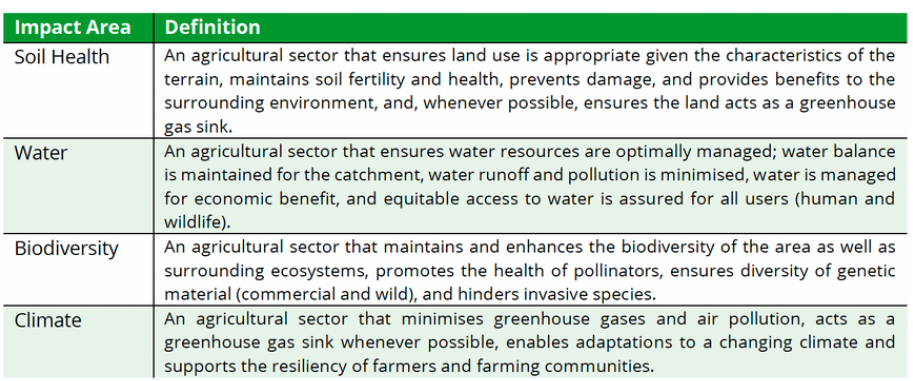 Impact Area Definition
Soil Health An agricultural sector that ensures land use is appropriate given the characteristics of the
terrain, maintains soil fertility and health, prevents damage, and provides benefits to the
surrounding environment, and, whenever possible, ensures the land acts as a greenhouse
gas sink.
Water An agricultural sector that ensures water resources are optimally managed; water balance
is maintained for the catchment, water runoff and pollution is minimised, water is managed
for economic benefit, and equitable access to water is assured for all users (human and
wildlife).
Biodiversity An agricultural sector that maintains and enhances the biodiversity of the area as well as
surrounding ecosystems, promotes the health of pollinators, ensures diversity of genetic
material (commercial and wild), and hinders invasive species.
Climate An agricultural sector that minimises greenhouse gases and air pollution, acts as a
greenhouse gas sink whenever possible, enables adaptations to a changing climate and
supports the resiliency of farmers and farming communities.